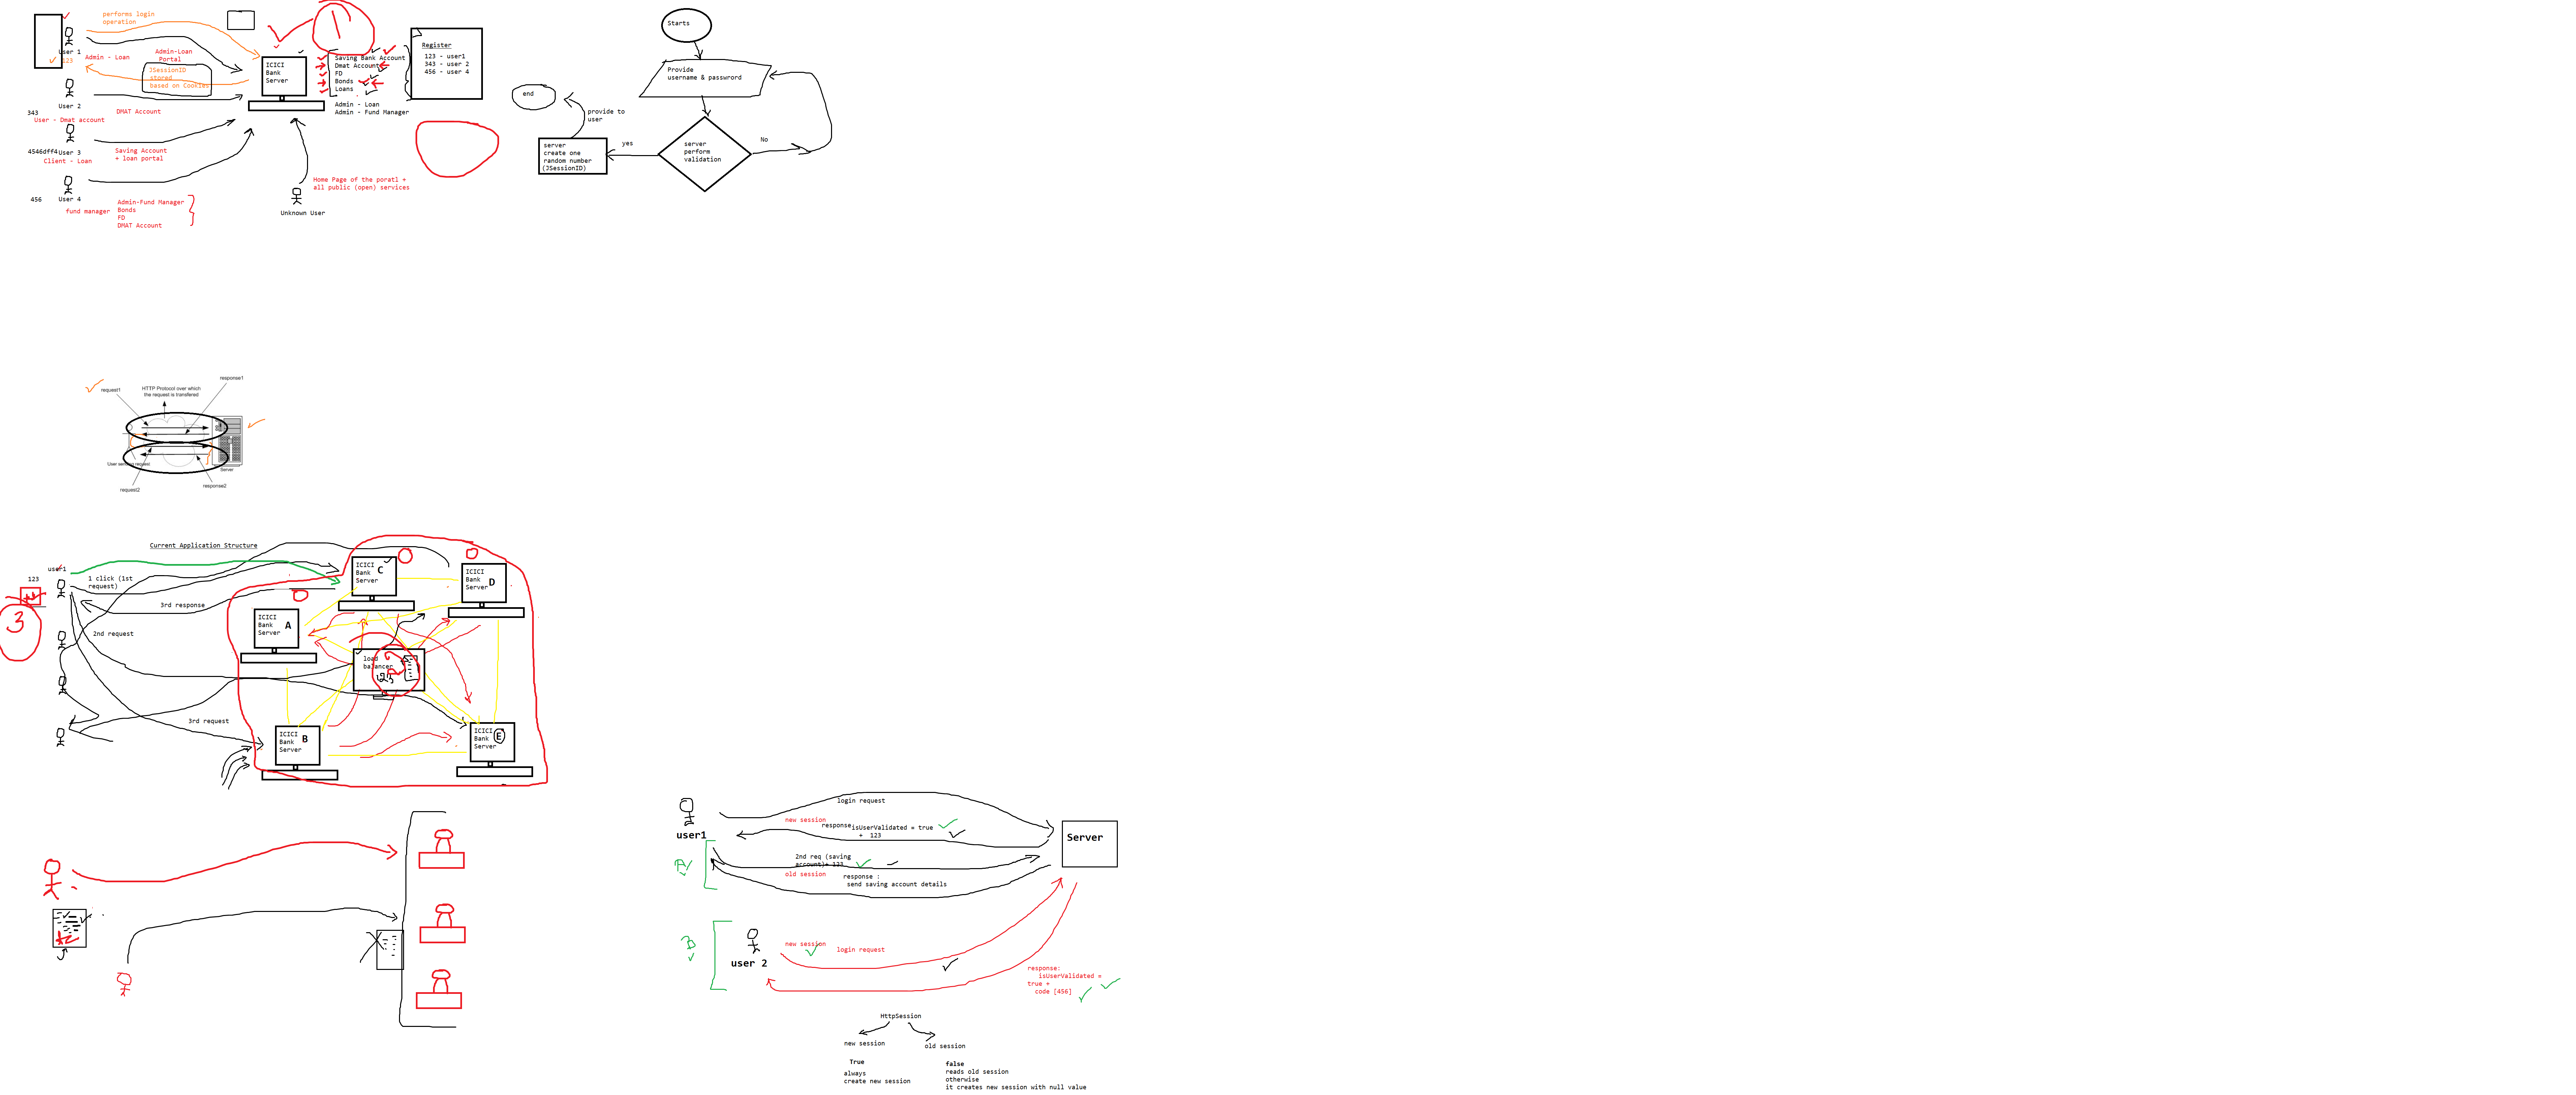 performs login
operation
User 1
123
Admin - Loan
Admin-Loan
Portal
JSessionID
stored
based on Cookies
User 2
343
User - Dmat account
DMAT Account
4546dff4
User 3
Client - Loan
Saving Account
+ loan portal
456
User 4
fund manager
Admin-Fund Manager
Bonds
FD
DMAT Account
ICICI
Bank
Server
1
Saving Bank Account
Dmat Account
FD
Bonds
Loans
Admin - Loan
Admin - Fund Manager
Register
123 - user1
343 - user 2
456 - user 4
Home Page of the poratl +
all public (open) services
Unknown User
Starts
Provide
username & passwrord
server
perform
validation
No
yes
server
create one
random number
(JSessionID)
provide to
user
end
request1
HTTP Protocol over which
the request is transfered
response1
User sending request
Server
request2
response2
Current Application Structure
user1
123
1 click (1st
request)
3rd response
2nd request
3rd request
3
ICICI
Bank
Server
C
ICICI
Bank
Server
D
ICICI
Bank
Server
A
load
balancer
2
123
ICICI
Bank
Server
B
ICICI
Bank
Server
E
user1
login request
new session
response
isUserValidated = true
+ 123
2nd req (saving
account)+ 123
old session
response :
send saving account details
Server
A
B
user 2
new session
login request
response:
isUserValidated =
true +
code [456]
HttpSession
new session
old session
True
always
create new session
false
reads old session
otherwise
it creates new session with null value